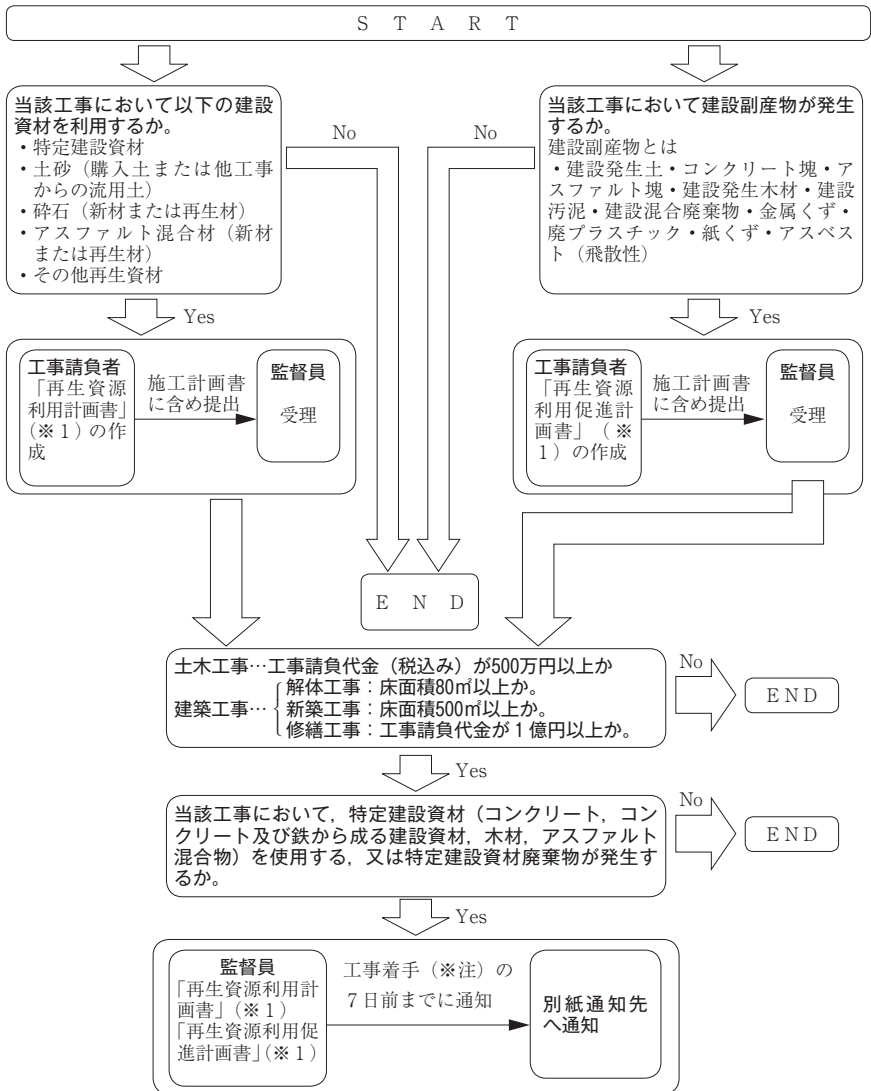 S T A R T
当該工事において以下の建設
資材を利用するか。
・特定建設資材
・土砂（購入土または他工事
からの流用土）
・砕石（新材または再生材）
・アスファルト混合材（新材
または再生材）
・その他再生資材
No
No
当該工事において建設副産物が発生
するか。
建設副産物とは
・建設発生土・コンクリート塊・ア
スファルト塊・建設発生木材・建設
汚泥・建設混合廃棄物・金属くず・
廃プラスチック・紙くず・アスベス
ト（飛散性）
Yes
Yes
工事請負者
「再生資源
利用計画書」
（※１）の作
成
施工計画書
に含め提出
監督員
受理
工事請負者
「再生資源
利用促進計
画書」（※
１）の作成
施工計画書
に含め提出
監督員
受理
E N D
土木工事…工事請負代金（税込み）が500万円以上か
建築工事…
解体工事：床面積80㎡以上か。
新築工事：床面積500㎡以上か。
修繕工事：工事請負代金が１億円以上か。
No
END
Yes
当該工事において，特定建設資材（コンクリート，コン
クリート及び鉄から成る建設資材，木材，アスファルト
混合物）を使用する，又は特定建設資材廃棄物が発生す
るか。
No
END
Yes
監督員
「再生資源利用計
画書」（※１）
「再生資源利用促
進計画書」（※１）
工事着手（※注）の
７日前までに通知
別紙通知先
へ通知